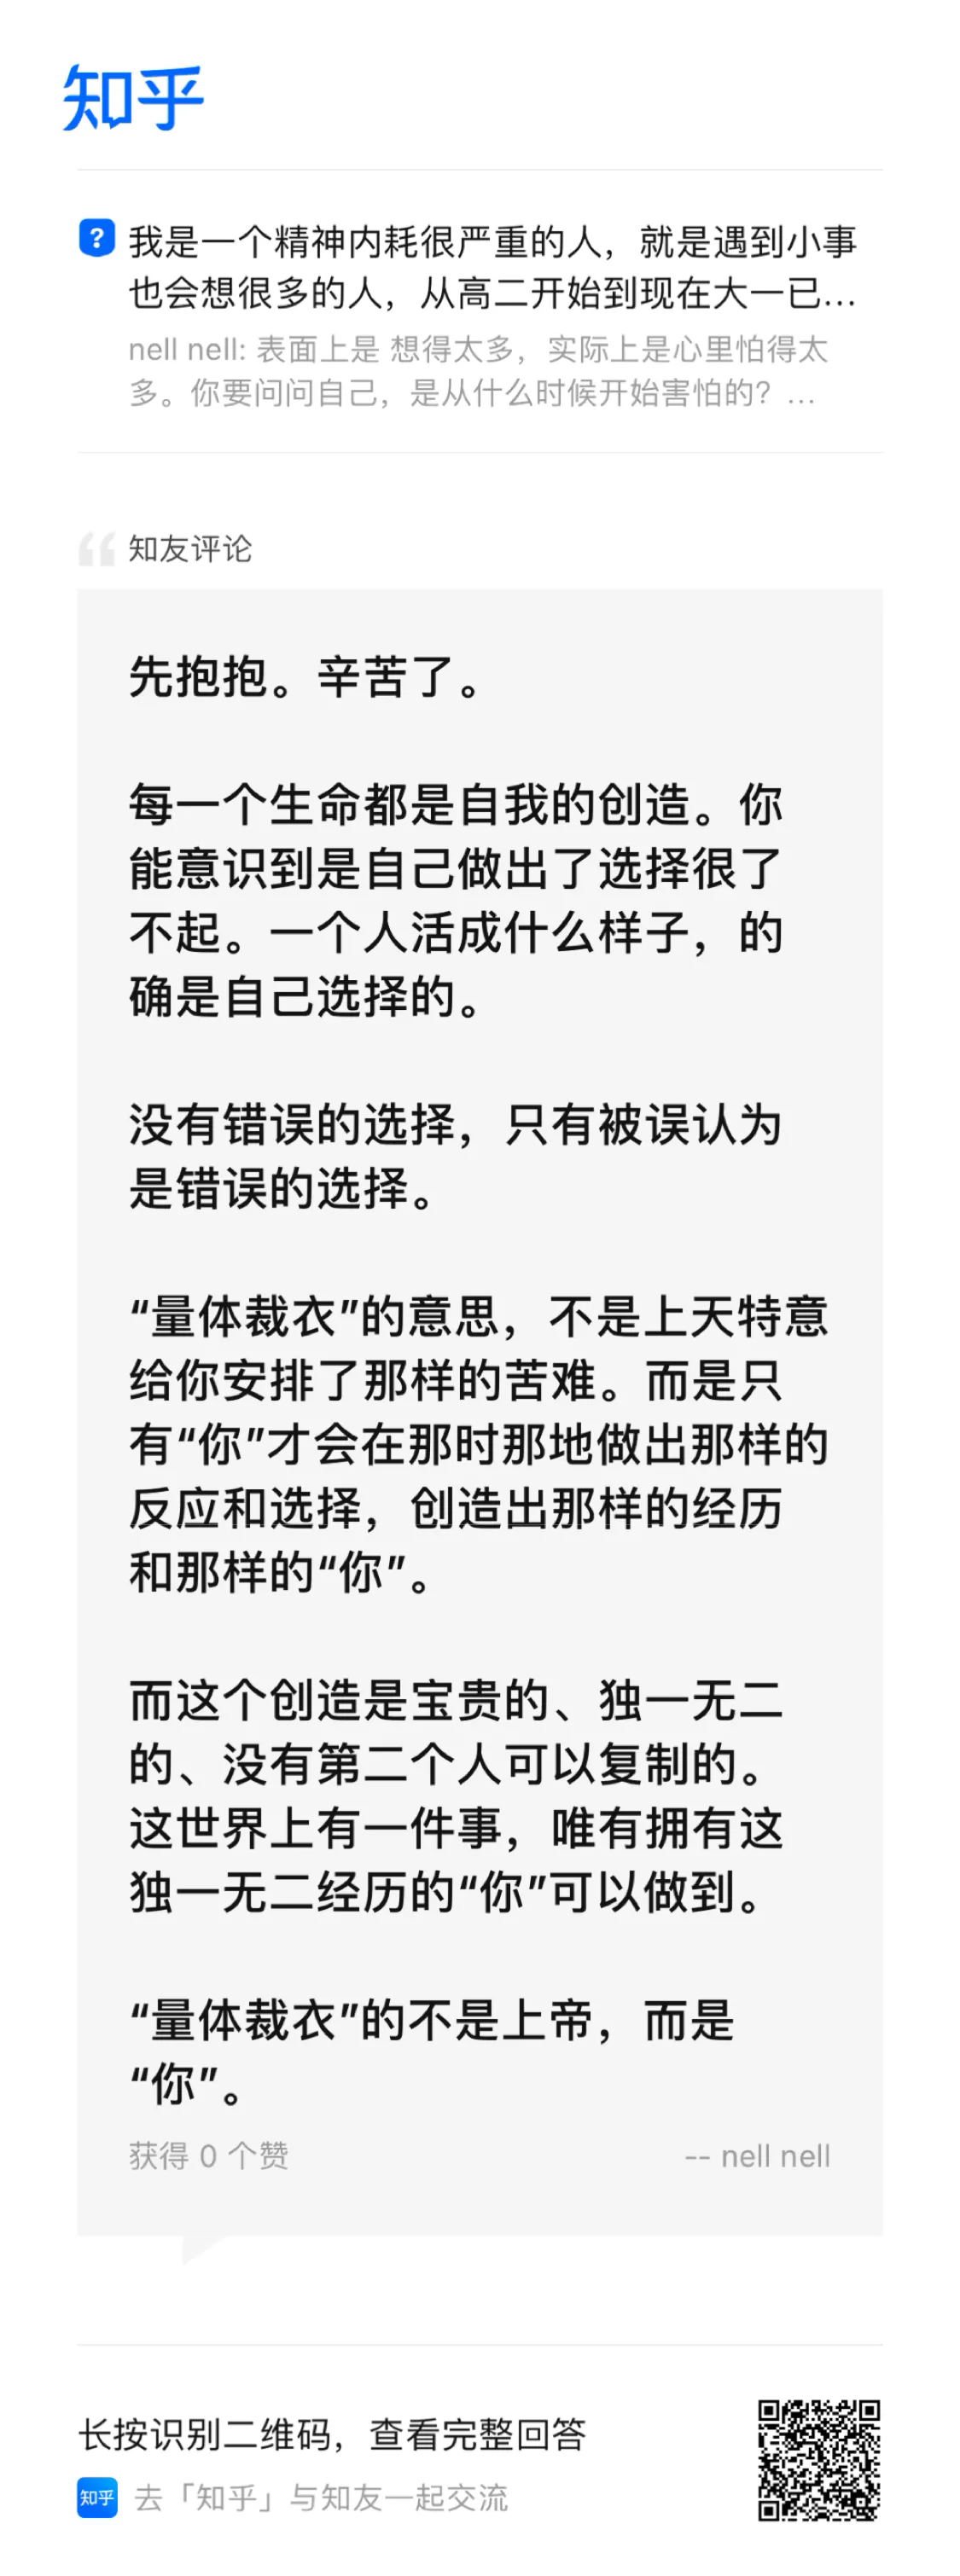 知乎
我是一个精神内耗很严重的人，就是遇到小事
也会想很多的人，从高二开始到现在大一已...
nell nell: 表面上是 想得太多，实际上是心里怕得太
多。你要问问自己，是从什么时候开始害怕的？ ...
知友评论
先抱抱。辛苦了。
每一个生命都是自我的创造。你
能意识到是自己做出了选择很了
不起。一个人活成什么样子，的
确是自己选择的。
没有错误的选择，只有被误认为
是错误的选择。
“量体裁衣”的意思，不是上天特意
给你安排了那样的苦难。而是只
有“你”才会在那时那地做出那样的
反应和选择，创造出那样的经历
和那样的“你”。
而这个创造是宝贵的、独一无二
的、没有第二个人可以复制的。
这世界上有一件事，唯有拥有这
独一无二经历的“你”可以做到。
“量体裁衣”的不是上帝，而是
“你”。
获得 0 个赞 -- nell nell
长按识别二维码，查看完整回答
知乎 去「知乎」与知友一起交流